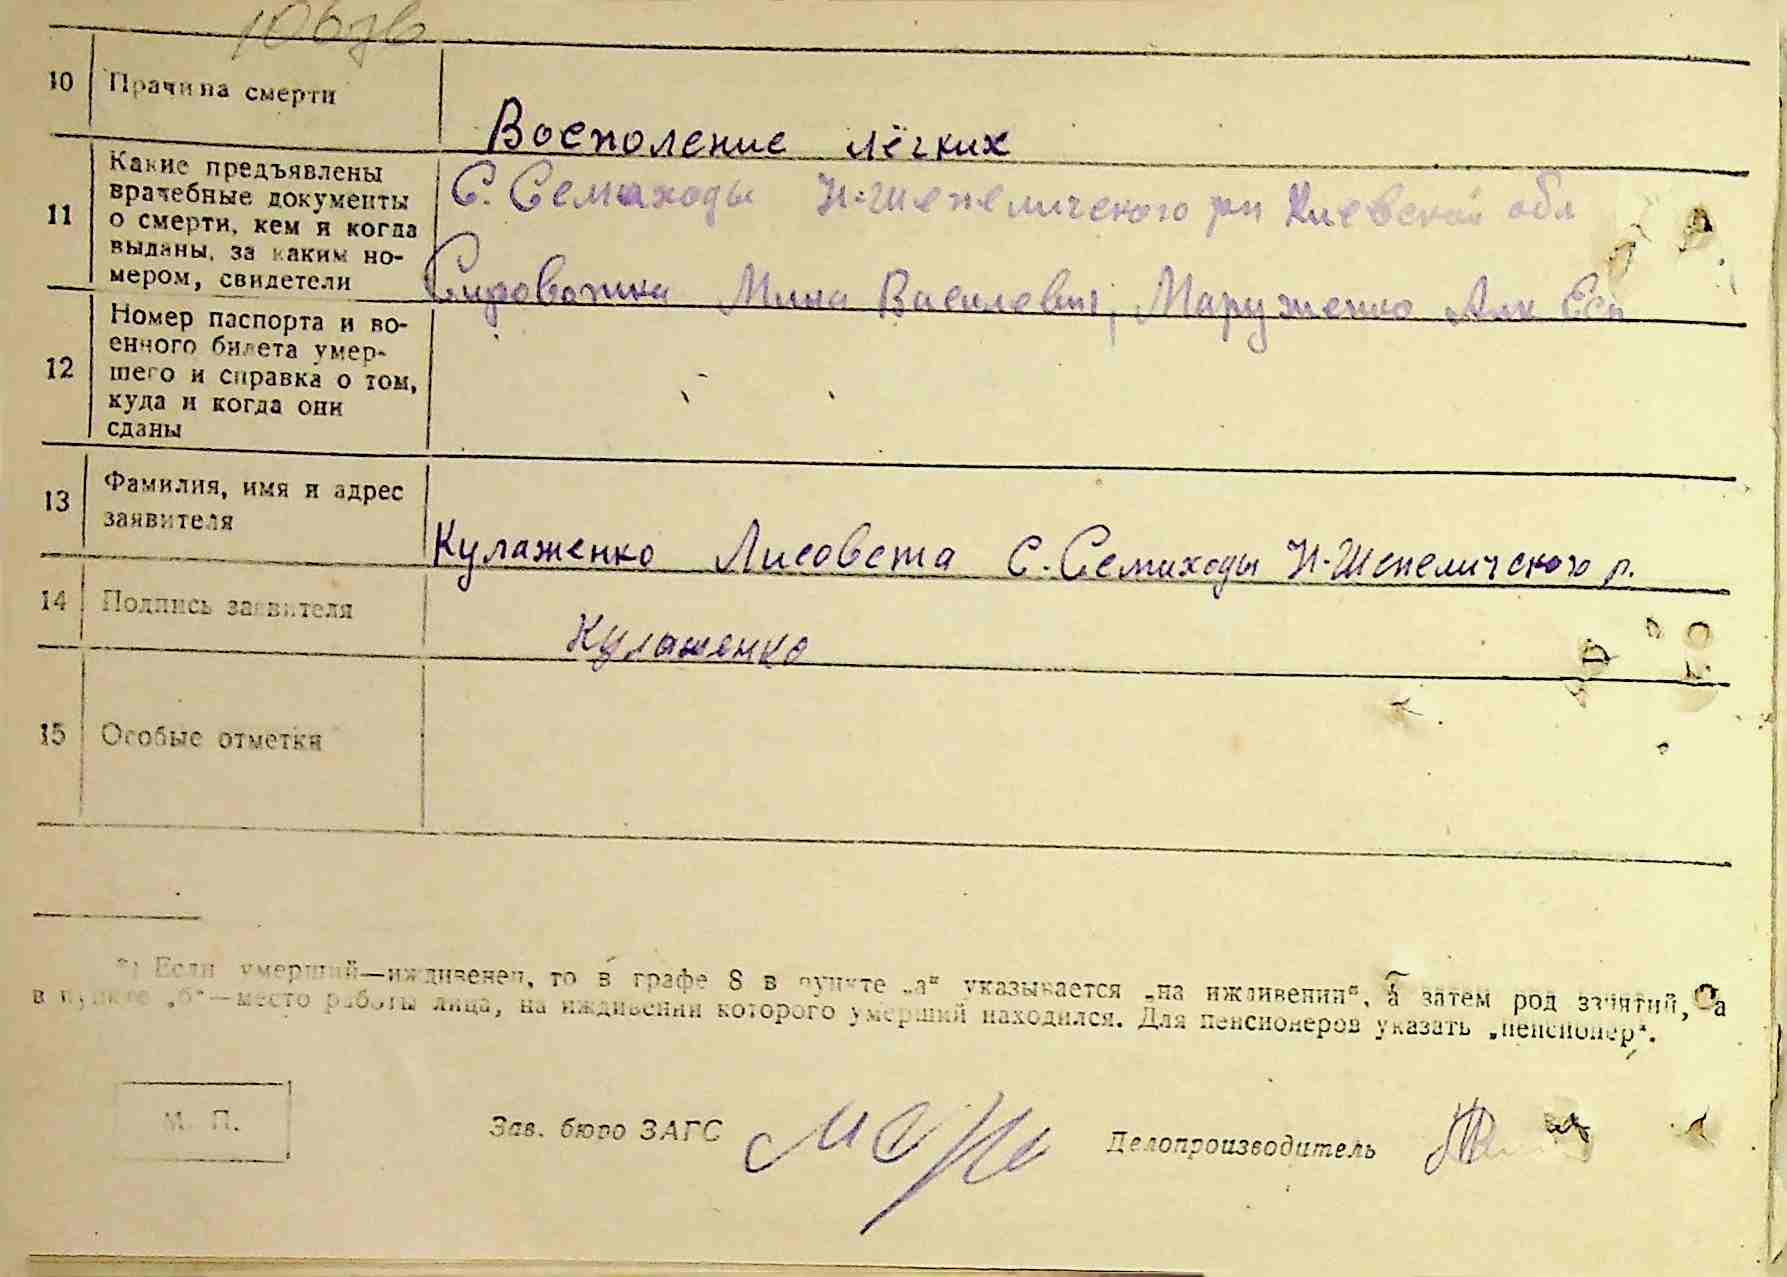 10
Причина смерти
Восполение лёгких
11
Какие предъявлены
врачебные документы
о смерти, кем и когда
выданы, за каким но-
мером, свидетели
С. Семиходы Н-Шепеличского рн Киевской обл
Сировотка Мина Василевич, Маруженко
12
Номер паспорта и во-
енного билета умер-
шего и справка о том,
куда и когда они
сданы
13
Фамилия, имя и адрес
заявителя
Кулаженко Лисовета С. Семиходы Н-Шепеличского р.
14
Подпись заявителя
Кулаженко
15
Особые отметки
*) Если умерший—иждивенец, то в графе 8 в пункте „а“ указывается „на иждивении“, а затем род занятий, а
в пункте „б“—место работы лица, на иждивении которого умерший находился. Для пенсионеров указать „пенсионер“.
М. П.
Зав. бюро ЗАГС
Делопроизводитель